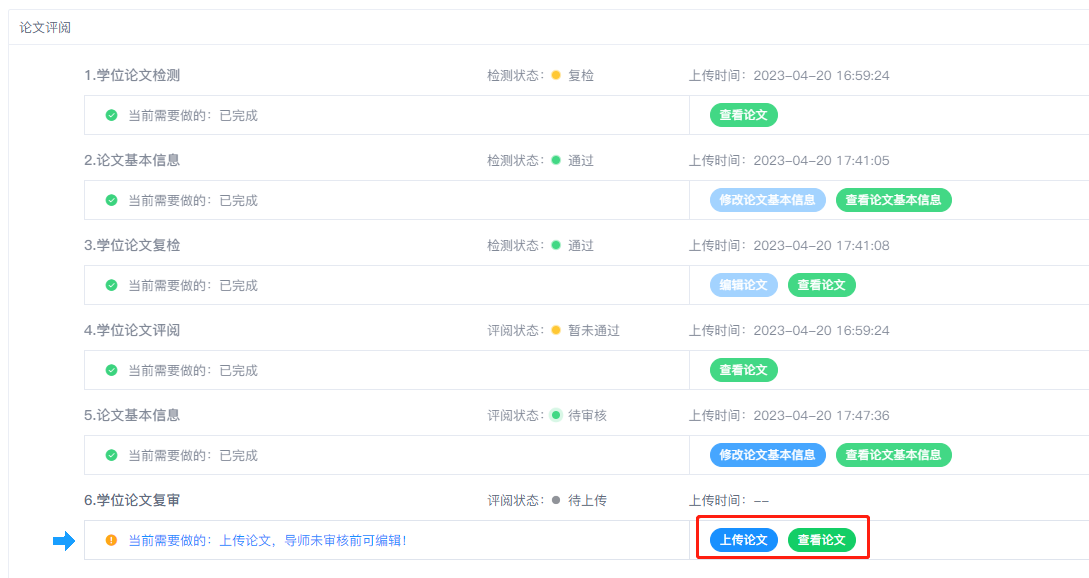 论文评阅
1.学位论文检测 检测状态： 复检 上传时间：2023-04-20 16:59:24
当前需要做的：已完成 查看论文
2.论文基本信息 检测状态： 通过 上传时间：2023-04-20 17:41:05
当前需要做的：已完成 修改论文基本信息 查看论文基本信息
3.学位论文复检 检测状态： 通过 上传时间：2023-04-20 17:41:08
当前需要做的：已完成 编辑论文 查看论文
4.学位论文评阅 评阅状态： 暂未通过 上传时间：2023-04-20 16:59:24
当前需要做的：已完成 查看论文
5.论文基本信息 评阅状态： 待审核 上传时间：2023-04-20 17:47:36
当前需要做的：已完成 修改论文基本信息 查看论文基本信息
6.学位论文复审 评阅状态： 待上传 上传时间：--
当前需要做的：上传论文，导师未审核前可编辑！ 上传论文 查看论文